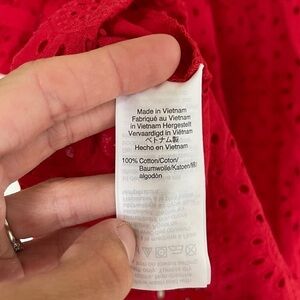 Made in Vietnam
Fabriqué au Vietnam
in Vietnam Hergestellt
Vervaardigd in Viëtnam
ベトナム製
Hecho en Vietnam
100% Cotton/Coton/
Baumwolle/Katoen/綿/
algodón